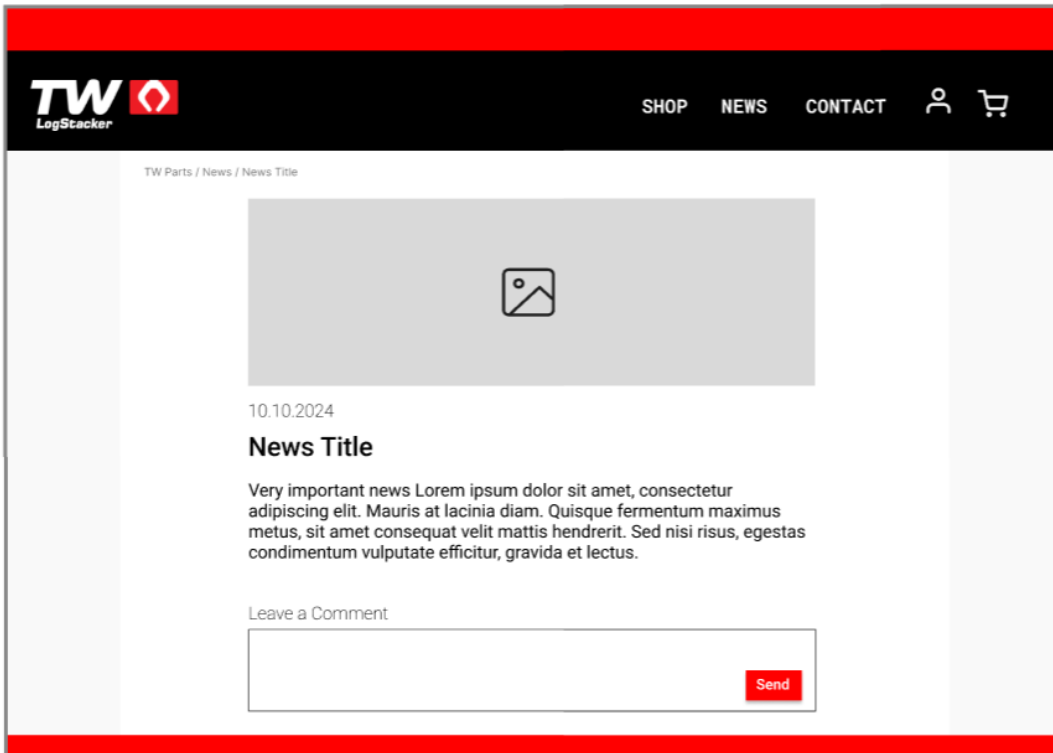 TW
LogStacker
SHOP NEWS CONTACT
TW Parts / News / News Title
10.10.2024
News Title
Very important news Lorem ipsum dolor sit amet, consectetur
adipiscing elit. Mauris at lacinia diam. Quisque fermentum maximus
metus, sit amet consequat velit mattis hendrerit. Sed nisi risus, egestas
condimentum vulputate efficitur, gravida et lectus.
Leave a Comment
Send